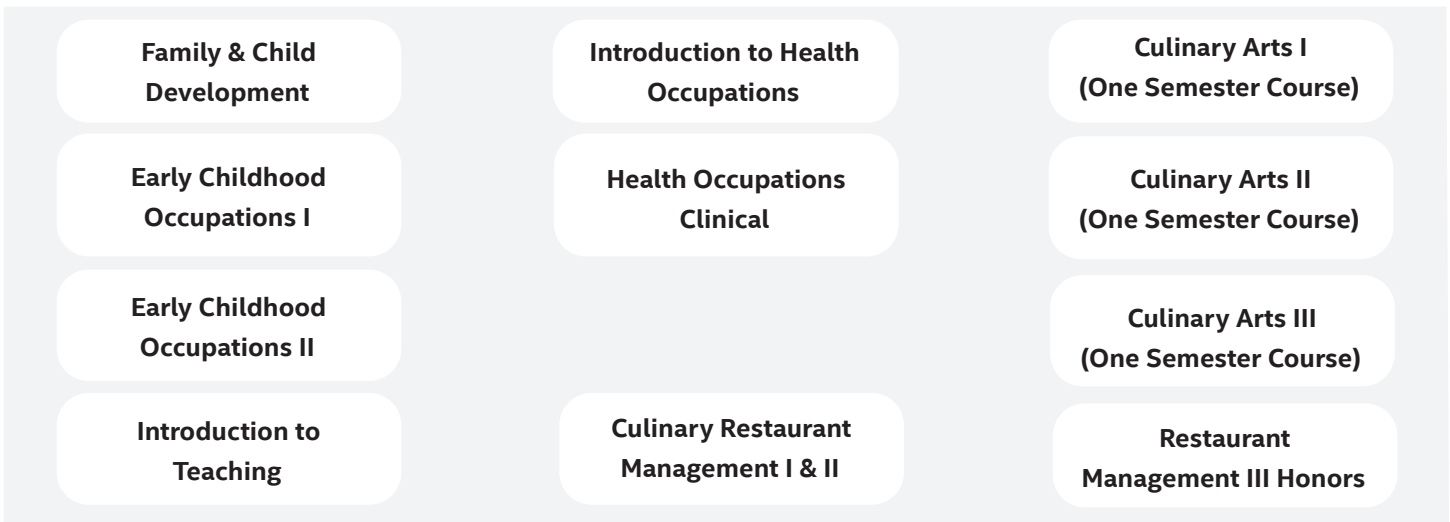 Family & Child
Development
Early Childhood
Occupations I
Early Childhood
Occupations II
Introduction to
Teaching
Introduction to Health
Occupations
Health Occupations
Clinical
Culinary Restaurant
Management I & II
Culinary Arts I
(One Semester Course)
Culinary Arts II
(One Semester Course)
Culinary Arts III
(One Semester Course)
Restaurant
Management III Honors